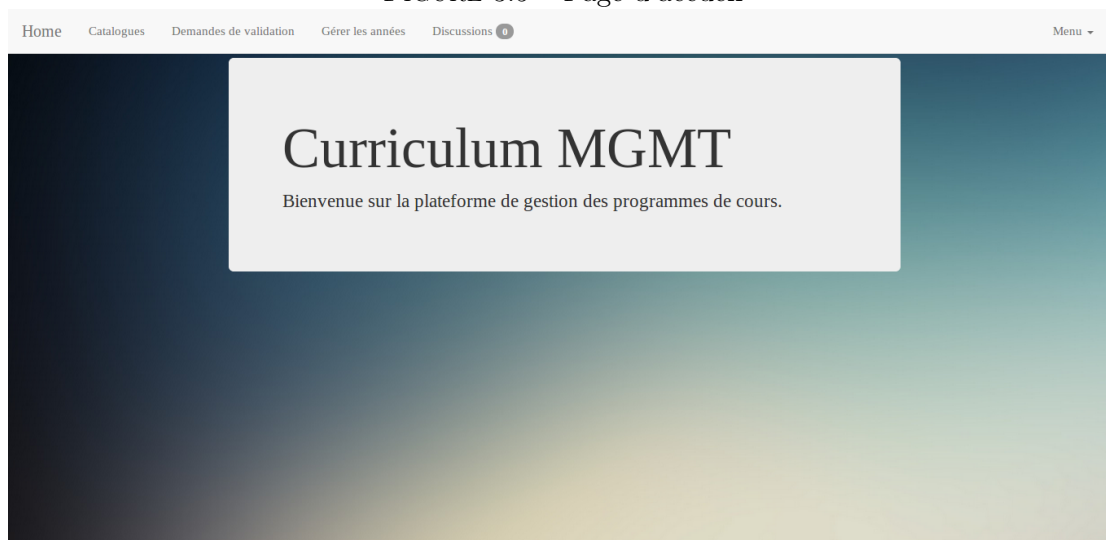 Home Catalogues Demandes de validation Gérer les années Discussions 0 Menu
Curriculum MGMT
Bienvenue sur la plateforme de gestion des programmes de cours.